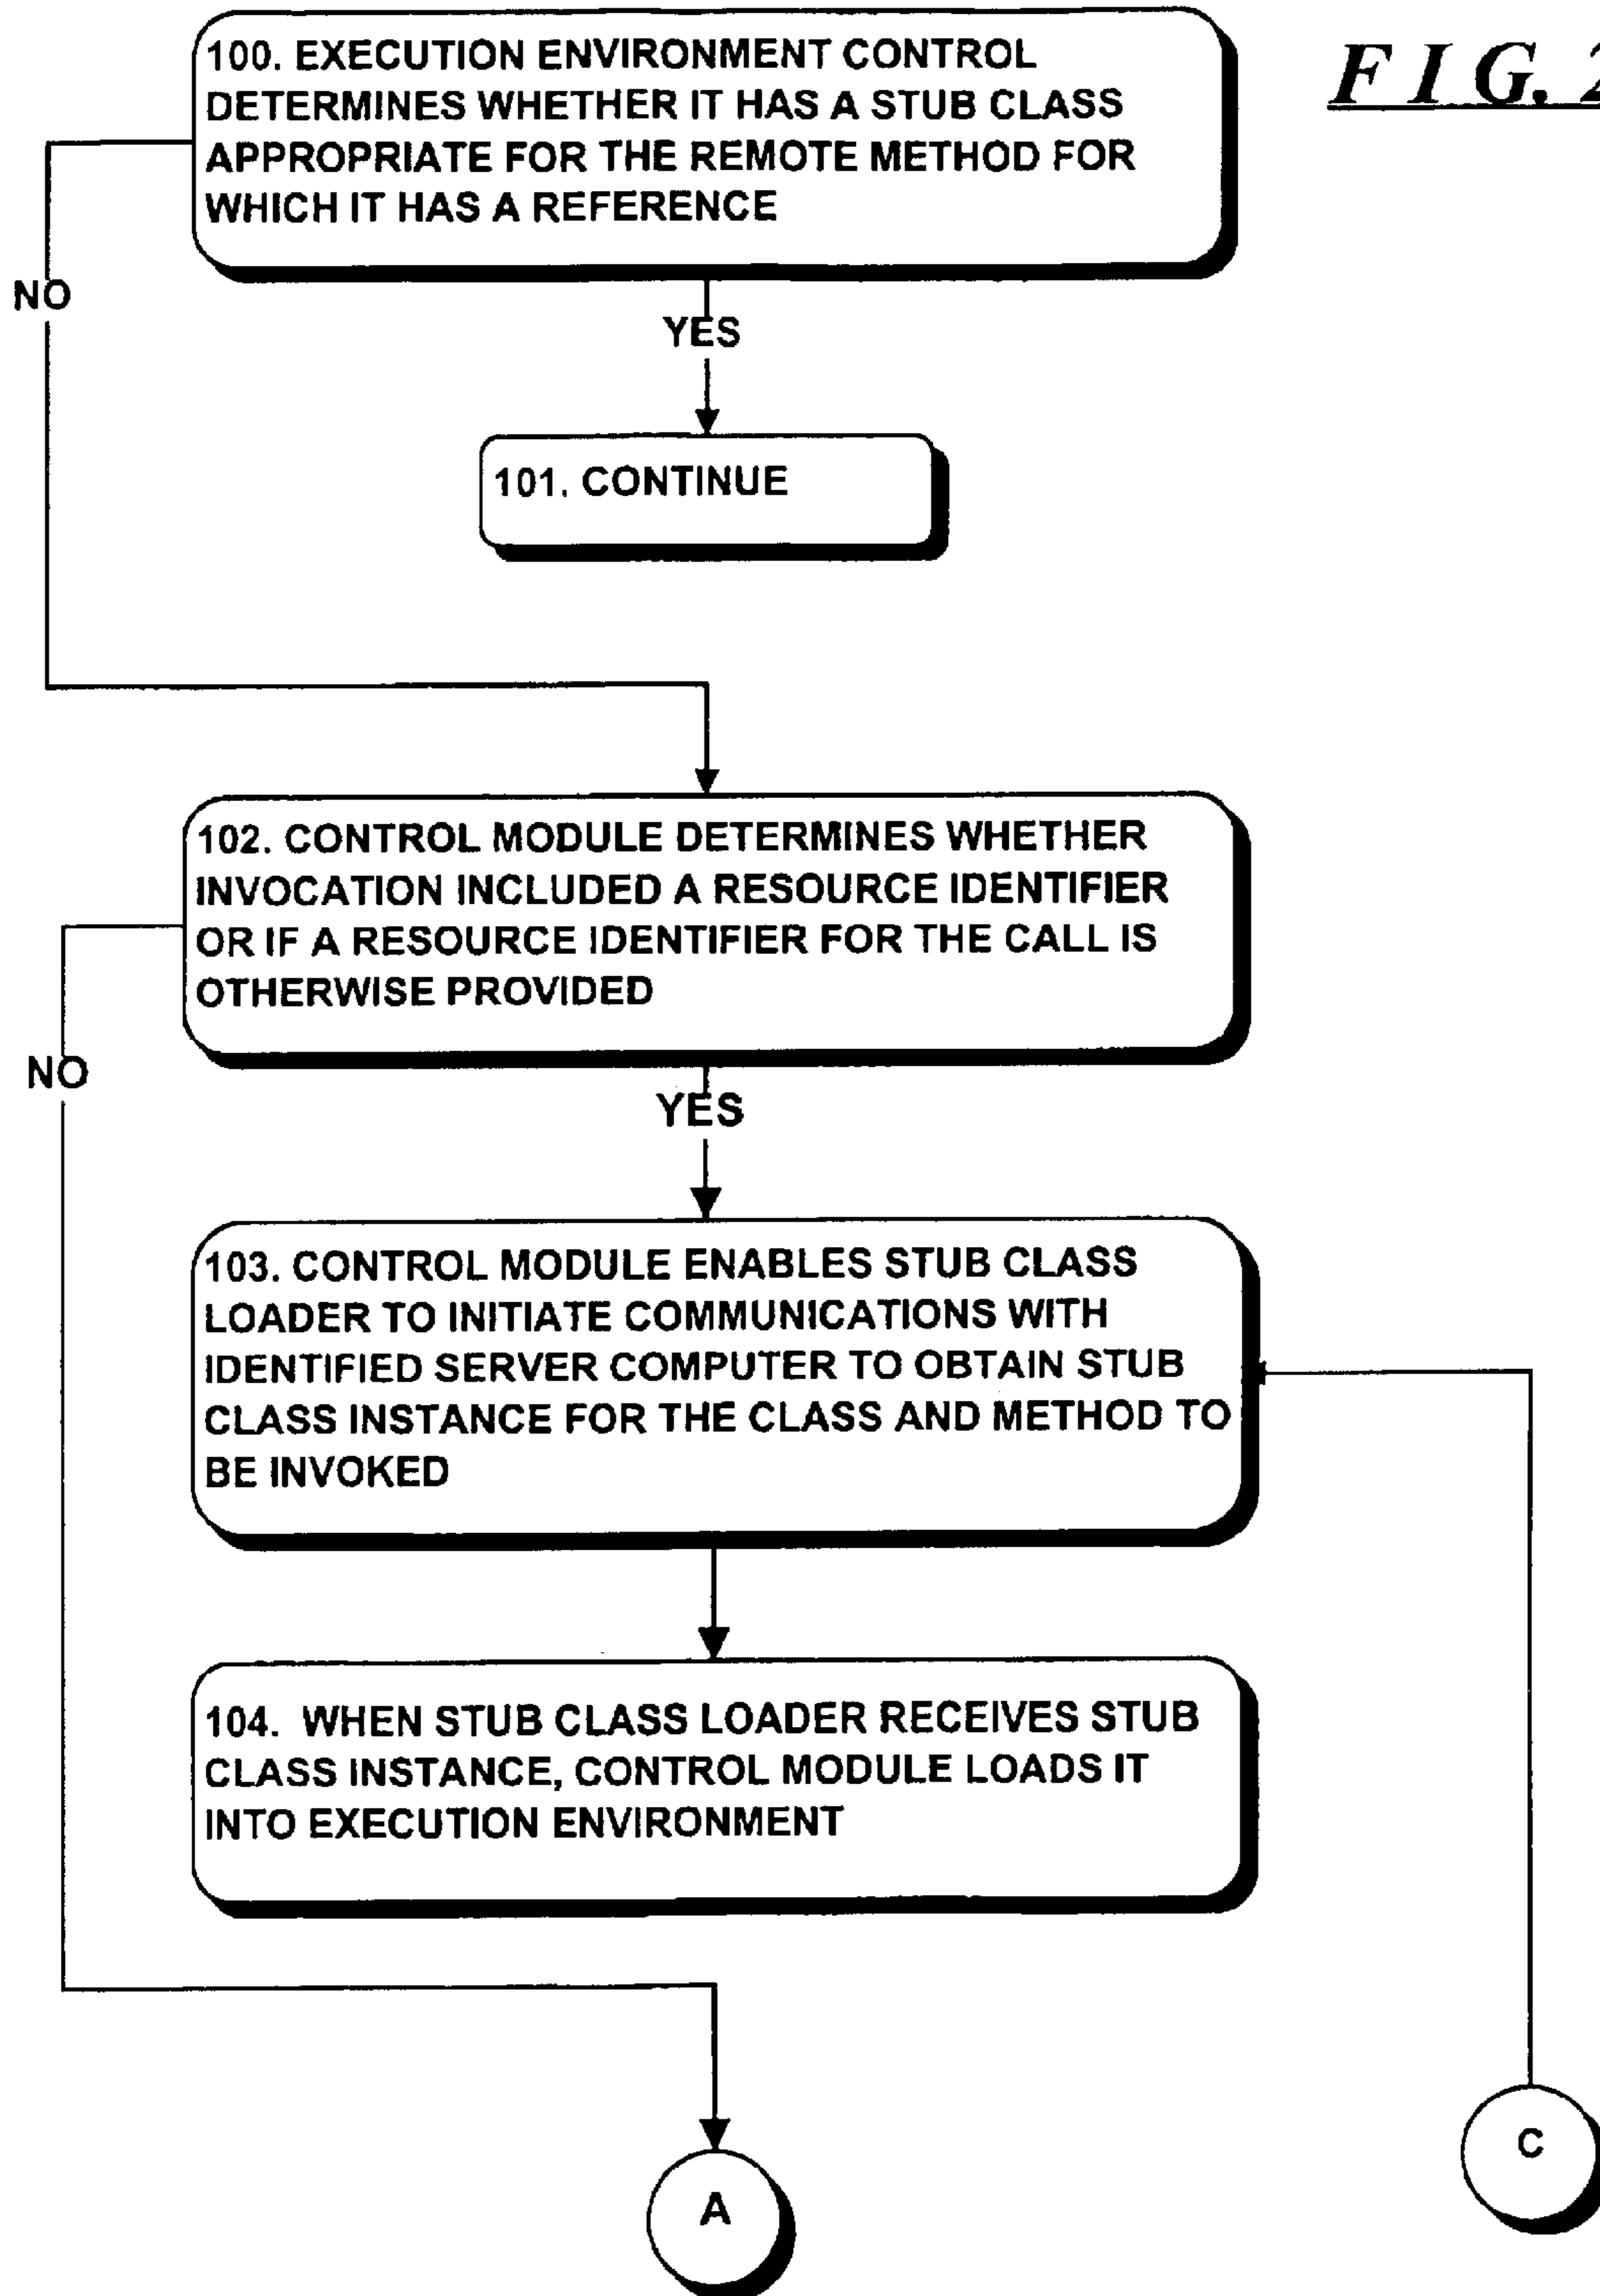 FIG. 2
100. EXECUTION ENVIRONMENT CONTROL
DETERMINES WHETHER IT HAS A STUB CLASS
APPROPRIATE FOR THE REMOTE METHOD FOR
WHICH IT HAS A REFERENCE
NO
YES
101. CONTINUE
102. CONTROL MODULE DETERMINES WHETHER
INVOCATION INCLUDED A RESOURCE IDENTIFIER
OR IF A RESOURCE IDENTIFIER FOR THE CALL IS
OTHERWISE PROVIDED
NO
YES
103. CONTROL MODULE ENABLES STUB CLASS
LOADER TO INITIATE COMMUNICATIONS WITH
IDENTIFIED SERVER COMPUTER TO OBTAIN STUB
CLASS INSTANCE FOR THE CLASS AND METHOD TO
BE INVOKED
104. WHEN STUB CLASS LOADER RECEIVES STUB
CLASS INSTANCE, CONTROL MODULE LOADS IT
INTO EXECUTION ENVIRONMENT
C
A